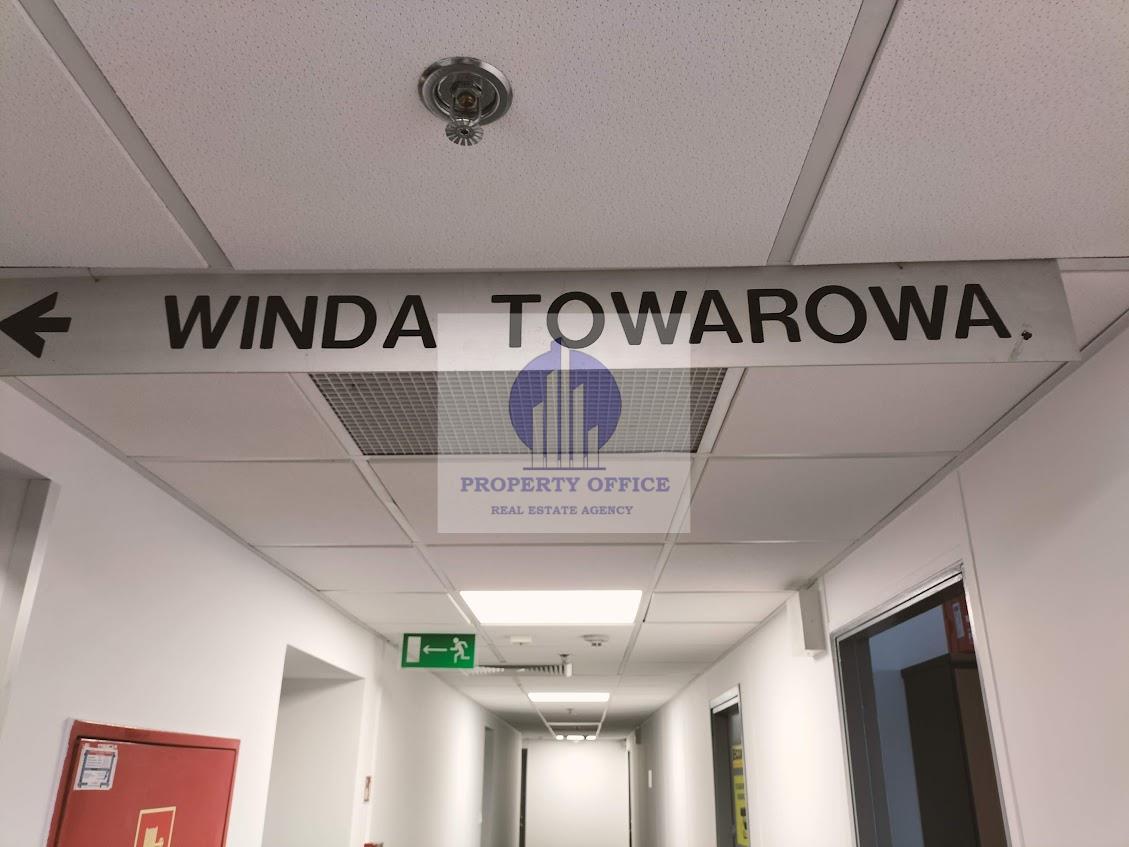 WINDA TOWAROWA
PROPERTY OFFICE
REAL ESTATE AGENCY